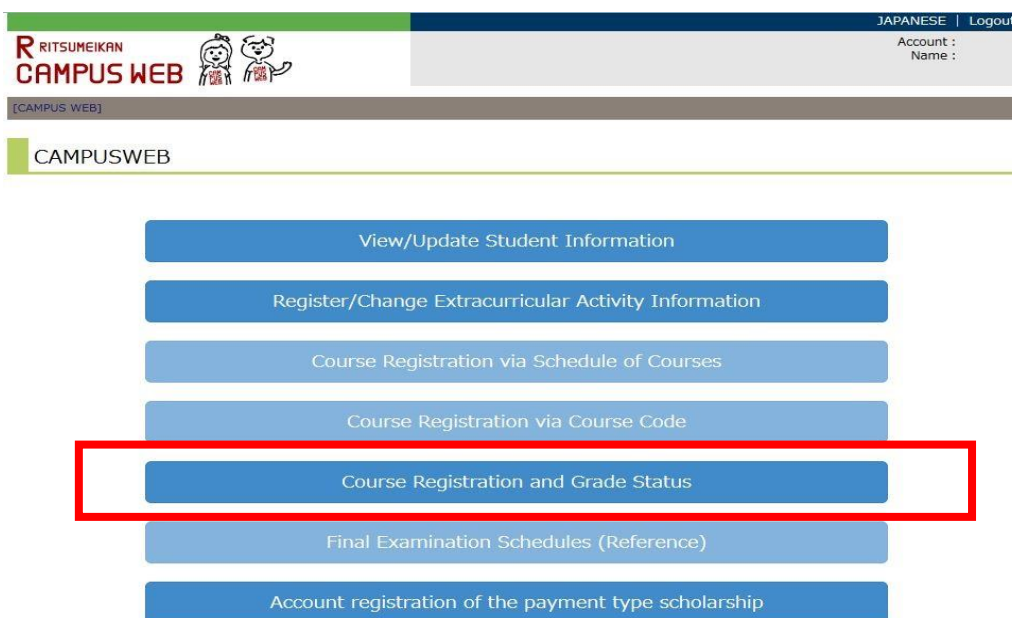 JAPANESE | Logout
RITSUMEIKAN
CAMPUS WEB
Account :
Name :
[CAMPUS WEB]
CAMPUSWEB
View/Update Student Information
Register/Change Extracurricular Activity Information
Course Registration via Schedule of Courses
Course Registration via Course Code
Course Registration and Grade Status
Final Examination Schedules (Reference)
Account registration of the payment type scholarship